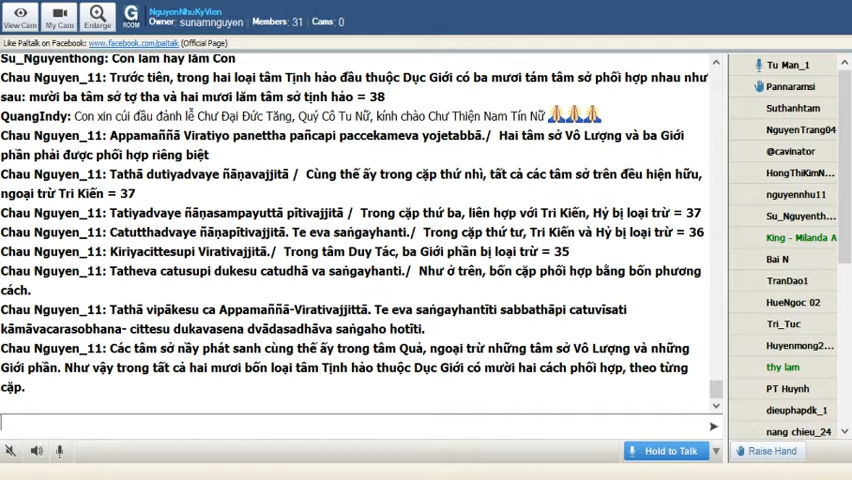 View Cam
My Cam
Enlarge
G
ROOM
NguyenNhuKyVien
Owner: sunamnguyen Members: 31 Cams: 0
Like Paltalk on Facebook: www.facebook.com/paltalk (Official Page)
Su_Nguyenthong: Con lam hay lắm Con
Chau Nguyen_11: Trước tiên, trong hai loại tâm Tịnh hảo đầu thuộc Dục Giới có ba mươi tám tâm sở phối hợp nhau như
sau: mười ba tâm sở tợ tha và hai mươi lăm tâm sở tịnh hảo = 38
QuangIndy: Con xin cúi đầu đảnh lễ Chư Đại Đức Tăng, Quý Cô Tu Nữ, kính chào Chư Thiện Nam Tín Nữ
Chau Nguyen_11: Appamaññā Viratiyo panettha pañcapi paccekameva yojetabbā./ Hai tâm sở Vô Lượng và ba Giới
phần phải được phối hợp riêng biệt
Chau Nguyen_11: Tathā dutiyadvaye ñāṇavajjitā / Cùng thế ấy trong cặp thứ nhì, tất cả các tâm sở trên đều hiện hữu,
ngoại trừ Tri Kiến = 37
Chau Nguyen_11: Tatiyadvaye ñāṇasampayuttā pītivajjitā / Trong cặp thứ ba, liên hợp với Tri Kiến, Hỷ bị loại trừ = 37
Chau Nguyen_11: Catutthadvaye ñāṇapītivajjitā. Te eva saṅgayhanti./ Trong cặp thứ tư, Tri Kiến và Hỷ bị loại trừ = 36
Chau Nguyen_11: Kiriyacittesupi Virativajjitā./ Trong tâm Duy Tác, ba Giới phần bị loại trừ = 35
Chau Nguyen_11: Tatheva catusupi dukesu catudhā va saṅgayhanti./ Như ở trên, bốn cặp phối hợp bằng bốn phương
cách.
Chau Nguyen_11: Tathā vipākesu ca Appamaññā-Virativajjittā. Te eva saṅgayhantīti sabbathāpi catuvīsati
kāmāvacarasobhana- cittesu dukavasena dvādasadhāva saṅgaho hotīti.
Chau Nguyen_11: Các tâm sở nầy phát sanh cùng thế ấy trong tâm Quả, ngoại trừ những tâm sở Vô Lượng và những
Giới phần. Như vậy trong tất cả hai mươi bốn loại tâm Tịnh hảo thuộc Dục Giới có mười hai cách phối hợp, theo từng
cặp.
Hold to Talk
Tu Man_1
Pannaramsi
Suthanhtam
NguyenTrang04
@cavinator
HongThiKimN...
nguyennhu11
Su_Nguyenth...
King - Milanda A
Bai N
TranDao1
HueNgoc 02
Tri_Tuc
Huyenmong2...
thy lam
PT Huynh
dieuphapdk_1
nang chieu_24
Raise Hand